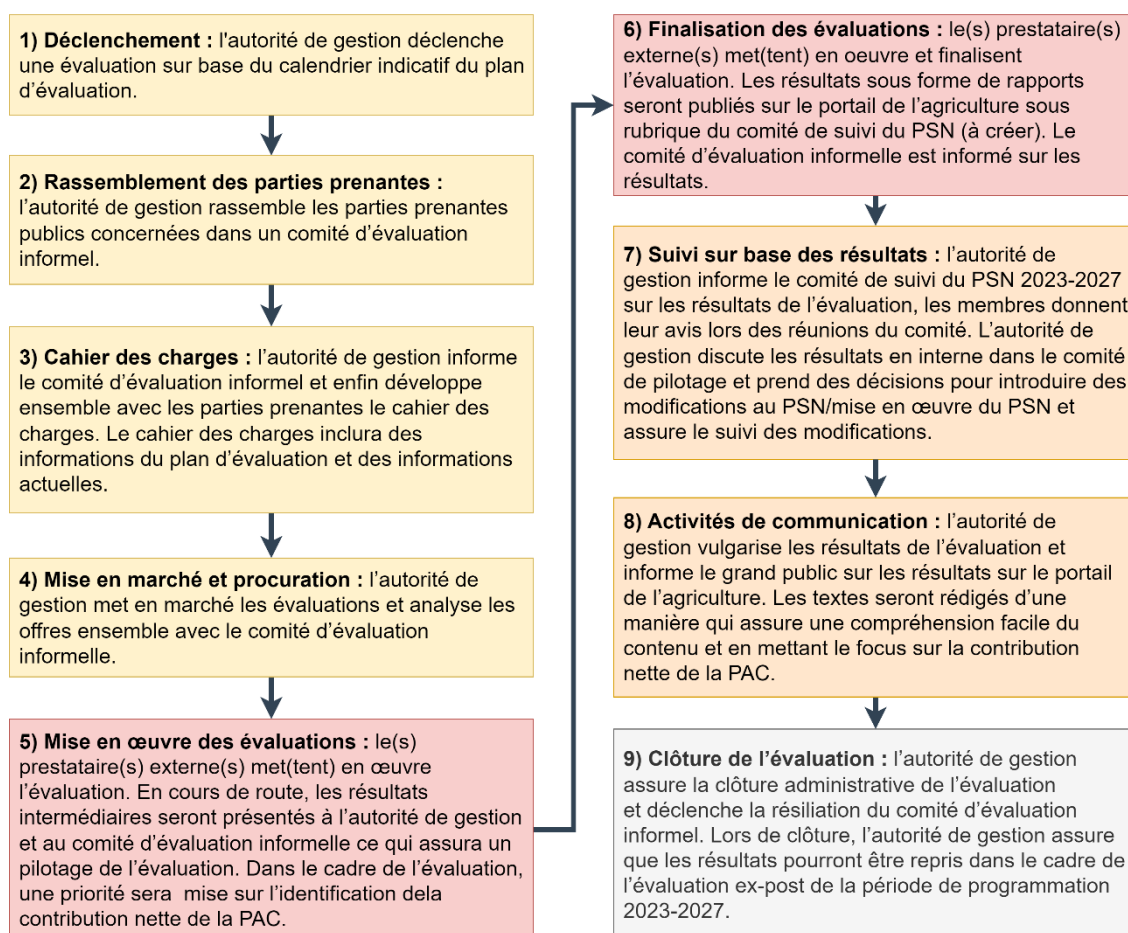 1) Déclenchement : l'autorité de gestion déclenche
une évaluation sur base du calendrier indicatif du plan
d’évaluation.
2) Rassemblement des parties prenantes :
l’autorité de gestion rassemble les parties prenantes
publics concernées dans un comité d’évaluation
informel.
3) Cahier des charges : l’autorité de gestion informe
le comité d’évaluation informel et enfin développe
ensemble avec les parties prenantes le cahier des
charges. Le cahier des charges inclura des
informations du plan d’évaluation et des informations
actuelles.
4) Mise en marché et procuration : l’autorité de
gestion met en marché les évaluations et analyse les
offres ensemble avec le comité d’évaluation
informelle.
5) Mise en œuvre des évaluations : le(s)
prestataire(s) externe(s) met(tent) en œuvre
l’évaluation. En cours de route, les résultats
intermédiaires seront présentés à l’autorité de gestion
et au comité d’évaluation informelle ce qui assura un
pilotage de l’évaluation. Dans le cadre de l’évaluation,
une priorité sera mise sur l’identification dela
contribution nette de la PAC.
6) Finalisation des évaluations : le(s) prestataire(s)
externe(s) met(tent) en oeuvre et finalisent
l’évaluation. Les résultats sous forme de rapports
seront publiés sur le portail de l’agriculture sous
rubrique du comité de suivi du PSN (à créer). Le
comité d’évaluation informelle est informé sur les
résultats.
7) Suivi sur base des résultats : l’autorité de
gestion informe le comité de suivi du PSN 2023-2027
sur les résultats de l’évaluation, les membres donnent
leur avis lors des réunions du comité. L’autorité de
gestion discute les résultats en interne dans le comité
de pilotage et prend des décisions pour introduire des
modifications au PSN/mise en œuvre du PSN et
assure le suivi des modifications.
8) Activités de communication : l’autorité de
gestion vulgarise les résultats de l’évaluation et
informe le grand public sur les résultats sur le portail
de l’agriculture. Les textes seront rédigés d’une
manière qui assure une compréhension facile du
contenu et en mettant le focus sur la contribution
nette de la PAC.
9) Clôture de l’évaluation : l’autorité de gestion
assure la clôture administrative de l’évaluation
et déclenche la résiliation du comité d’évaluation
informel. Lors de clôture, l’autorité de gestion assure
que les résultats pourront être repris dans le cadre de
l’évaluation ex-post de la période de programmation
2023-2027.